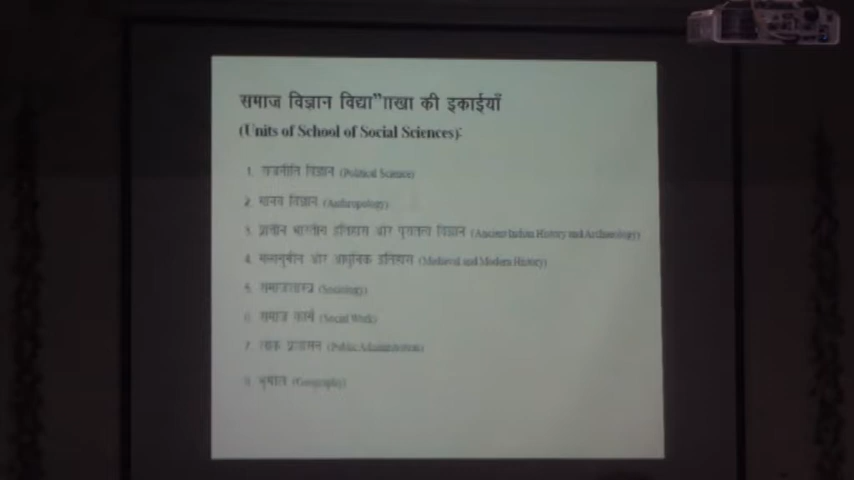 समाज विज्ञान विद्या"ााखा की इकाईयाँ
(Units of School of Social Sciences):
1. राजनीति विज्ञान (Political Science)
2. मानव विज्ञान (Anthropology)
3. प्राचीन भारतीय इतिहास और पुरातत्व विज्ञान (Ancient Indian History and Archaeology)
4. मध्ययुगीन और आधुनिक इतिहास (Medieval and Modern History)
5. समाजशास्त्र (Sociology)
6. समाज कार्य (Social Work)
7. लोक प्रशासन (Public Administration)
8. भूगोल (Geography)